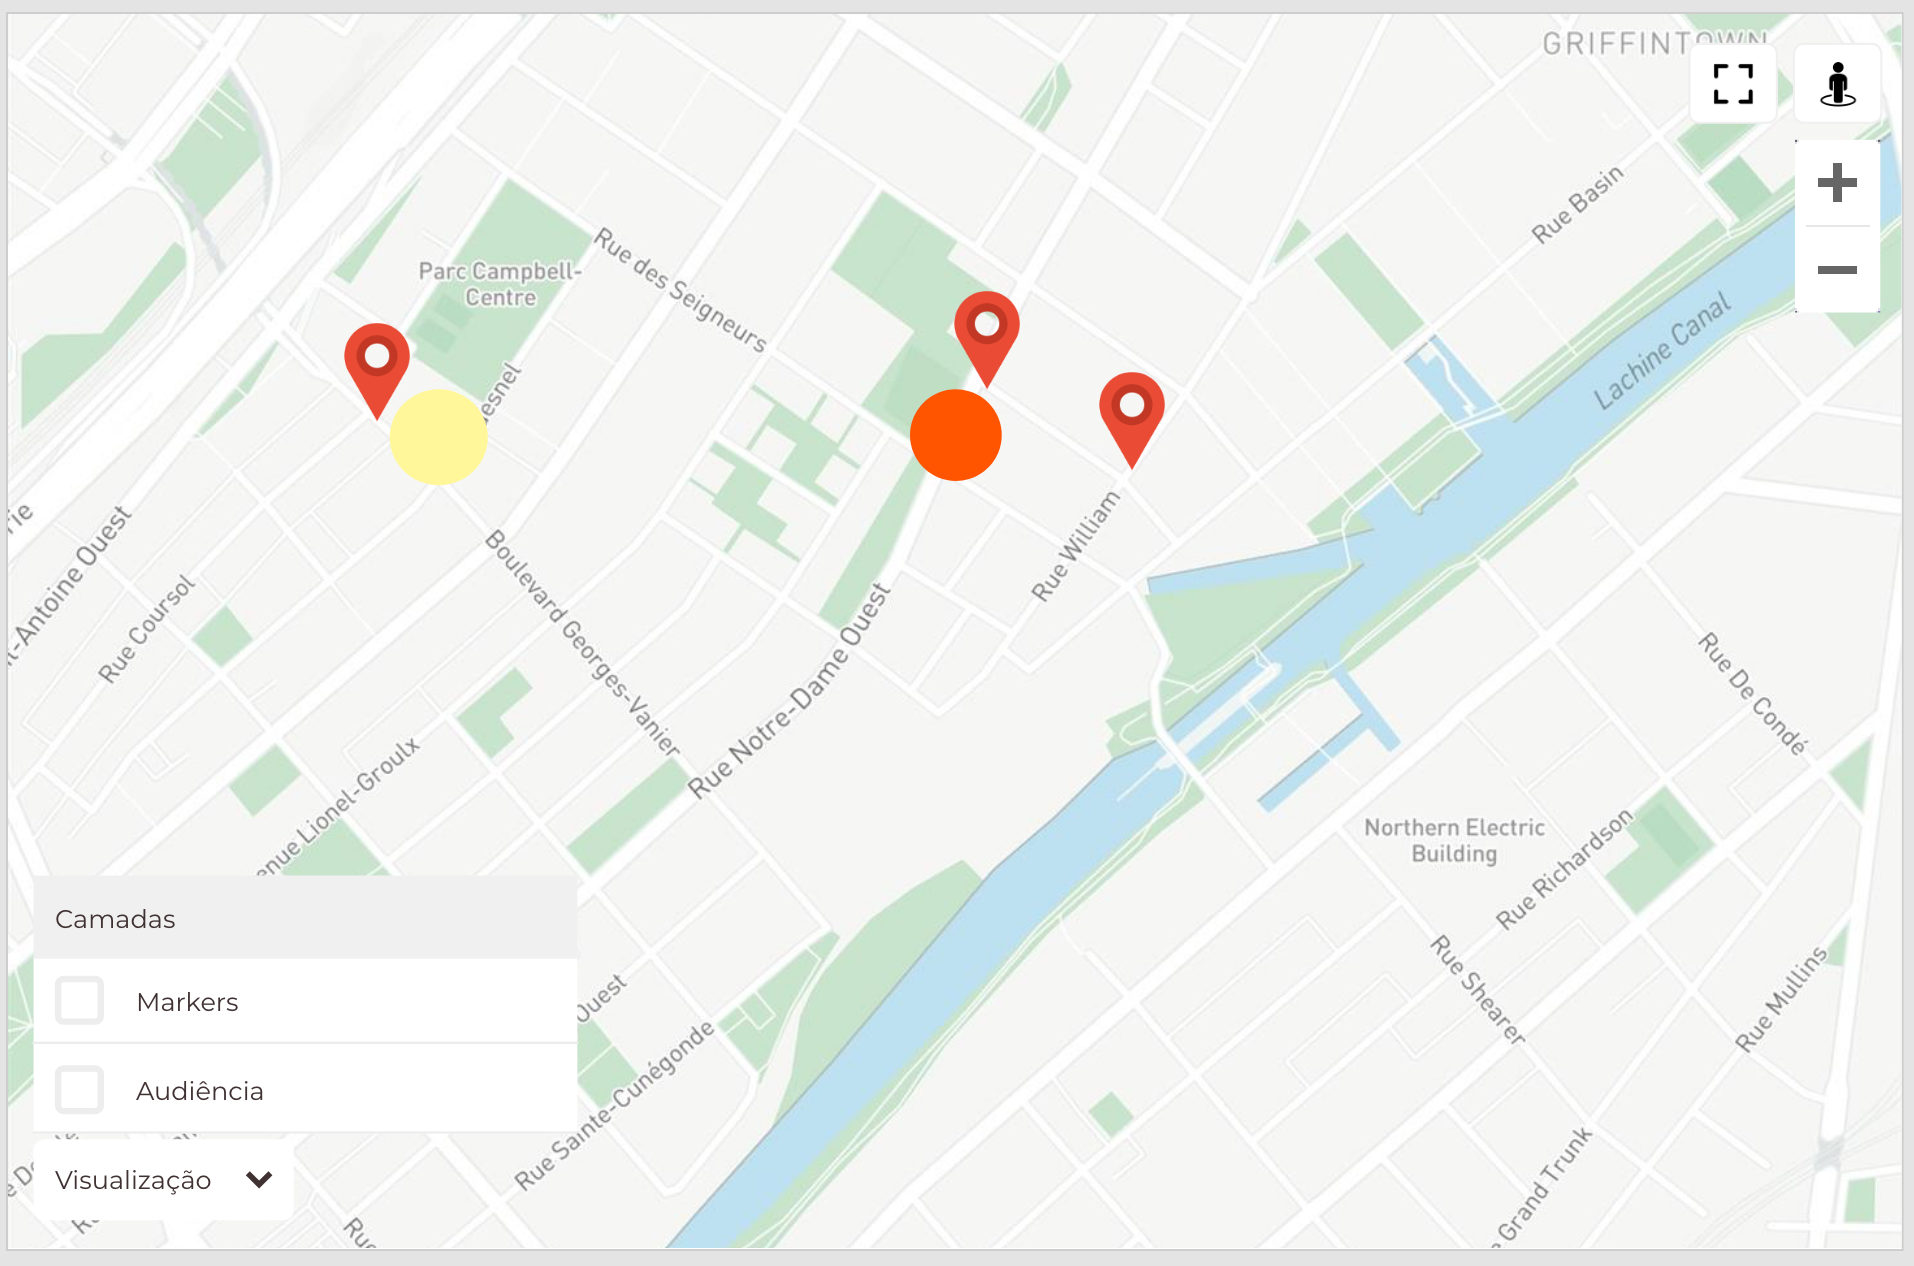 GRIFFINTOWN
Rue Basin
Rue des Seigneurs
Parc Campbell-
Centre
Lachine Canal
Rue William
Boulevard Georges-Vanier
Rue Coursol
-Antoine Ouest
Rue Notre-Dame Ouest
Rue De Condé
enue Lionel-Groulx
Northern Electric
Building
Rue Richardson
Rue Shearer
Rue Mullins
Ouest
Rue Sainte-Cunégonde
Grand Trunk
Rue
Camadas
Markers
Audiência
Visualização